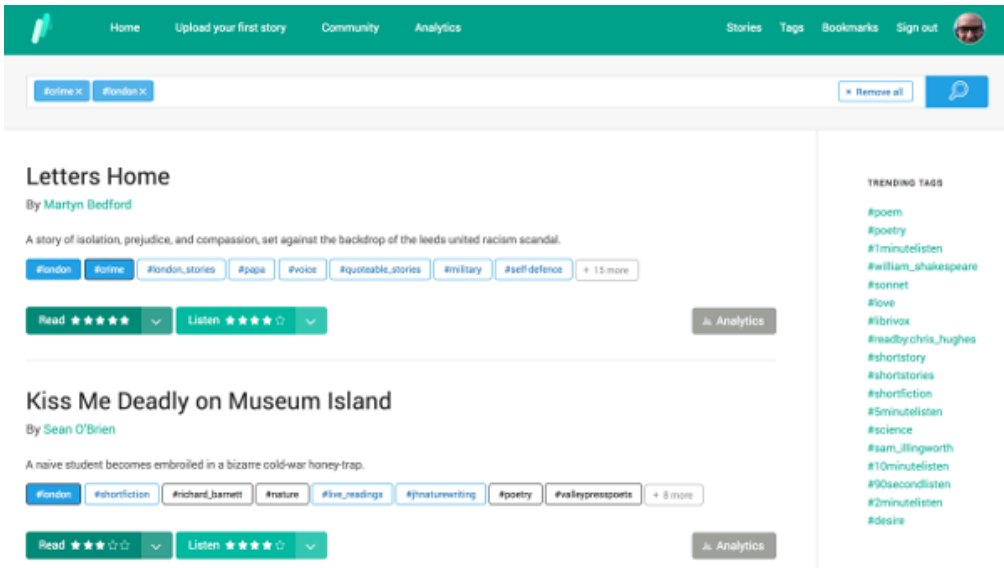 Home Upload your first story Community Analytics Stories Tags Bookmarks Sign out
#crime × #london × × Remove all
Letters Home
By Martyn Bedford
A story of isolation, prejudice, and compassion, set against the backdrop of the leeds united racism scandal.
#london #crime #london_stories #papa #voice #quoteable_stories #military #self-defence + 15 more
Read ★★★★★ Listen ★★★★☆ Analytics
Kiss Me Deadly on Museum Island
By Sean O'Brien
A naive student becomes embroiled in a bizarre cold-war honey-trap.
#london #shortfiction #richard_barnett #nature #live_readings #jhnaturewriting #poetry #valleypresspoets + 8 more
Read ★★★☆☆ Listen ★★★★☆ Analytics
TRENDING TAGS
#poem
#poetry
#1minutelisten
#william_shakespeare
#sonnet
#love
#librivox
#readby:chris_hughes
#shortstory
#shortstories
#shortfiction
#5minutelisten
#science
#sam_illingworth
#10minutelisten
#90secondlisten
#2minutelisten
#desire